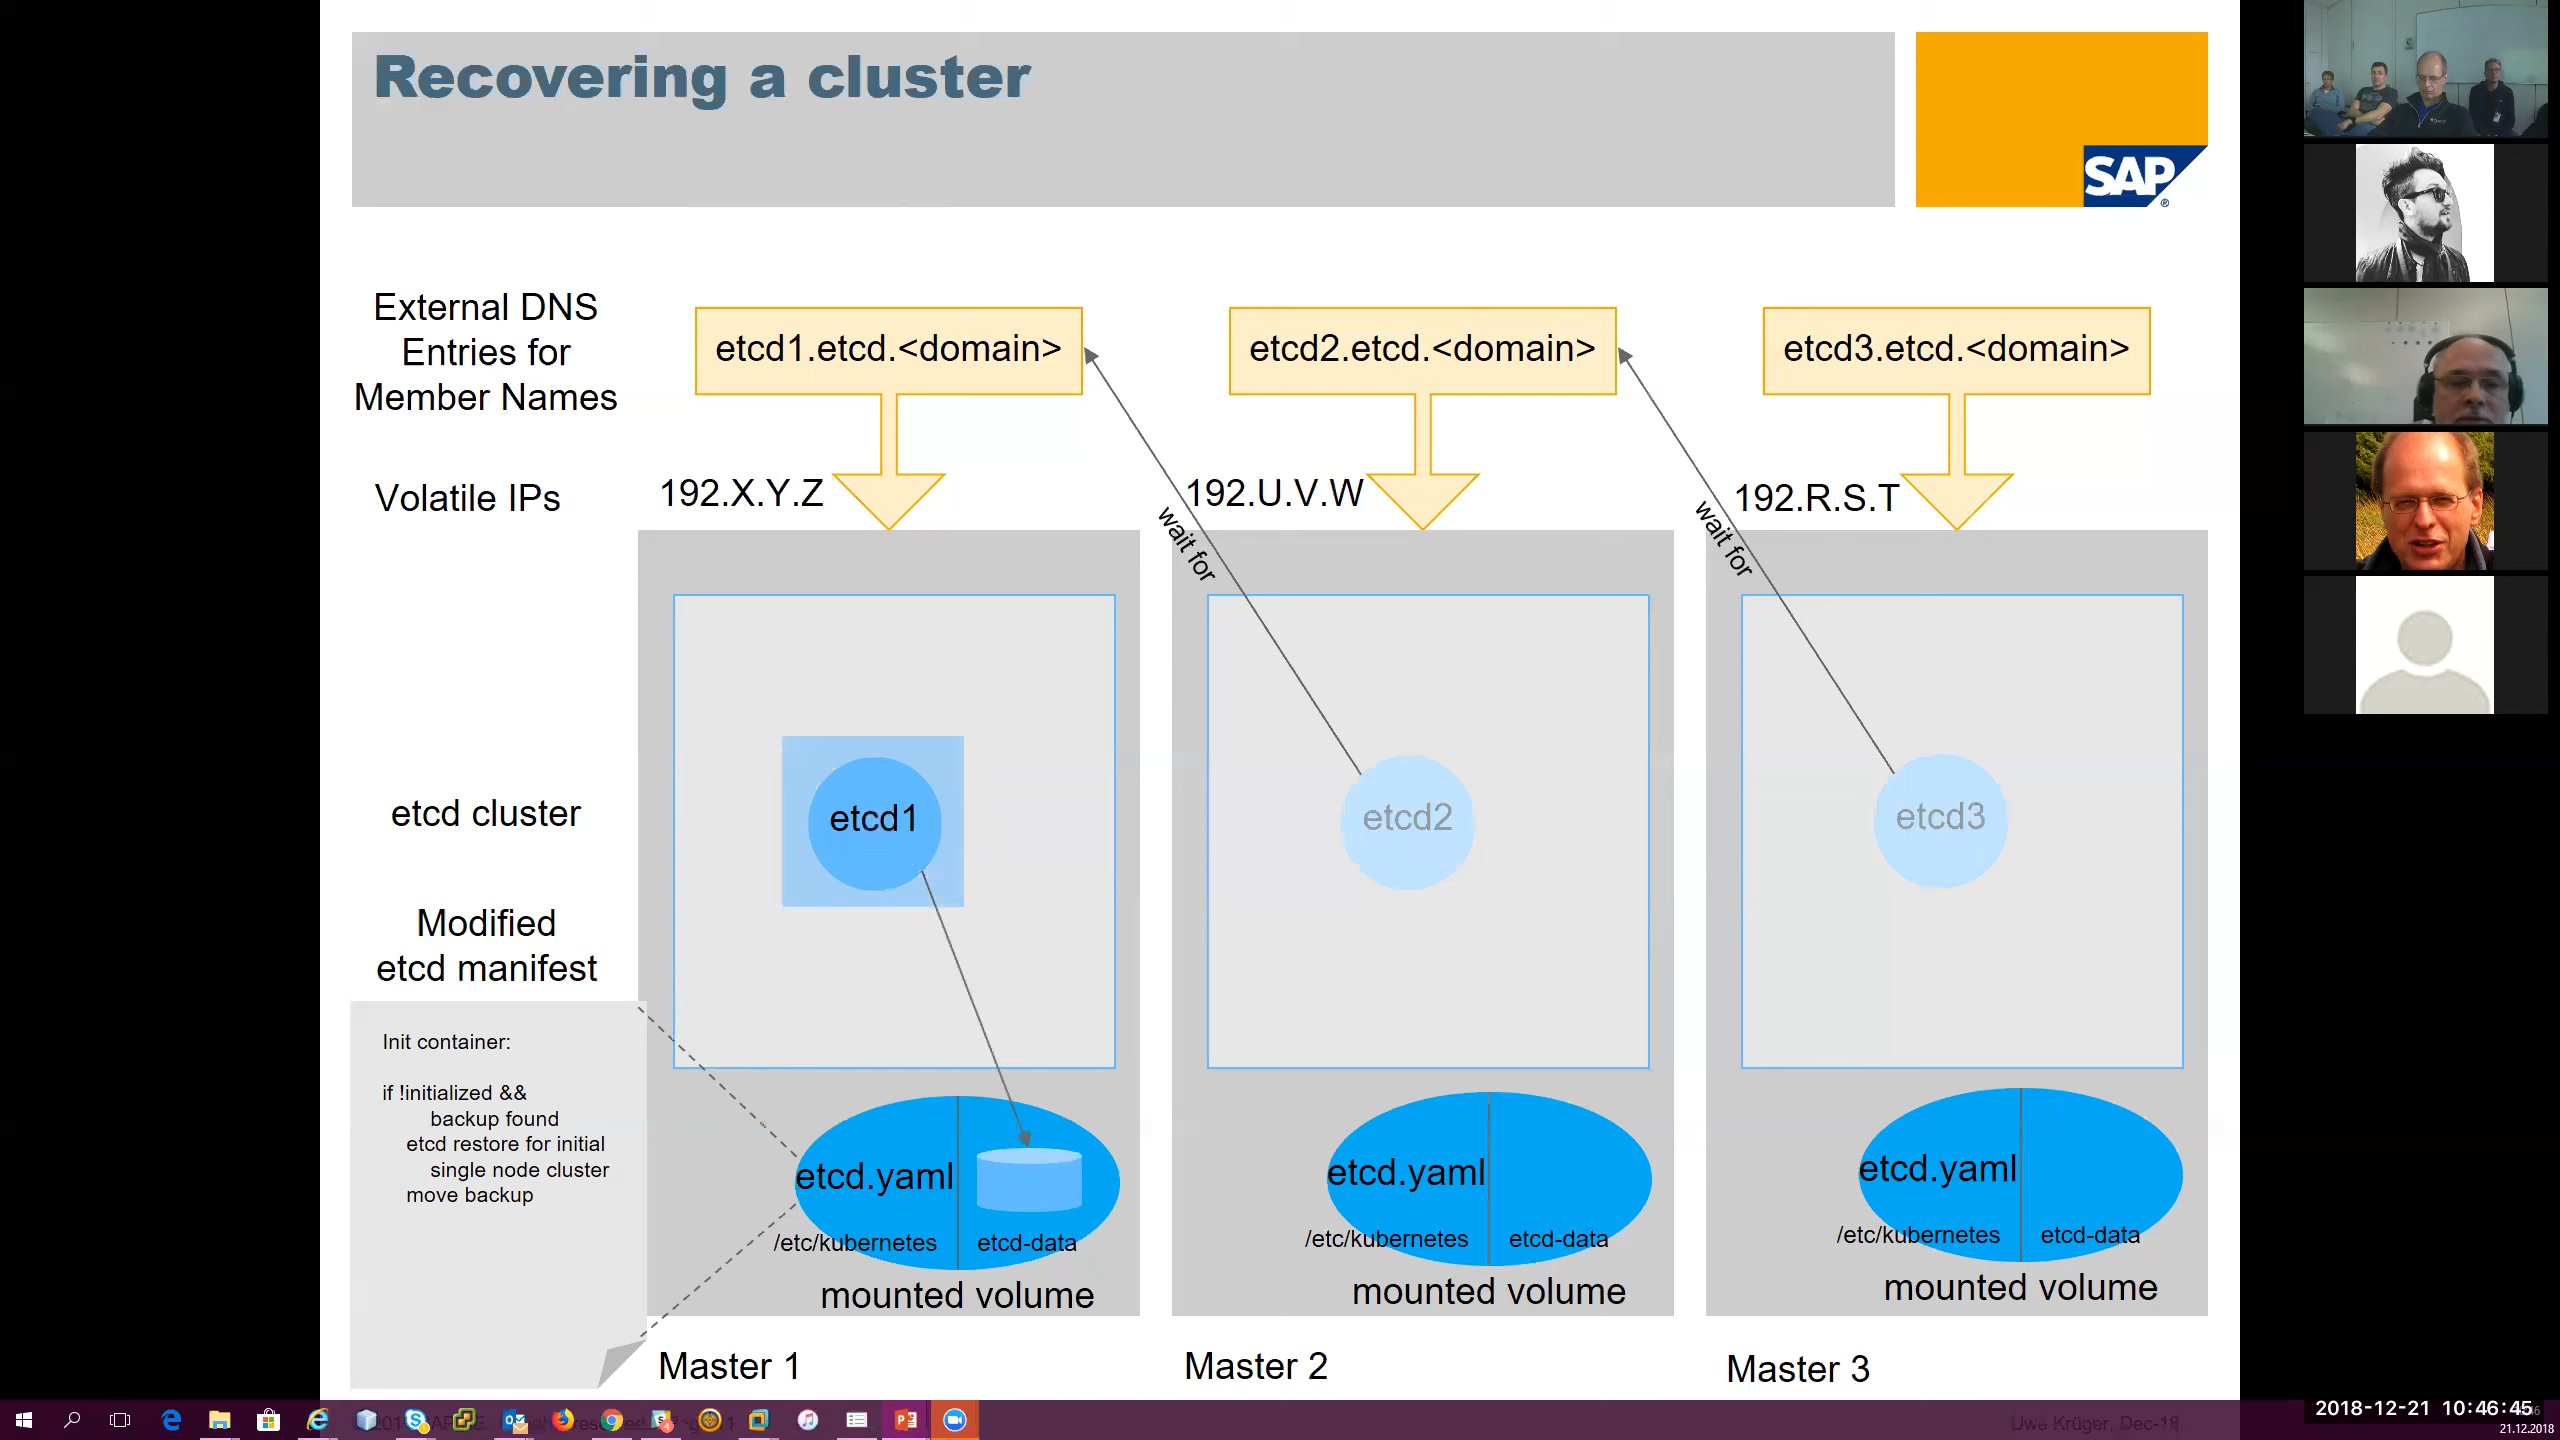 Recovering a cluster
SAP
®
External DNS
Entries for
Member Names
etcd1.etcd.<domain>
etcd2.etcd.<domain>
etcd3.etcd.<domain>
Volatile IPs
192.X.Y.Z
192.U.V.W
192.R.S.T
wait for
wait for
etcd cluster
etcd1
etcd2
etcd3
Modified
etcd manifest
Init container:
if !initialized &&
backup found
etcd restore for initial
single node cluster
move backup
etcd.yaml
/etc/kubernetes
etcd-data
mounted volume
etcd.yaml
/etc/kubernetes
etcd-data
mounted volume
etcd.yaml
/etc/kubernetes
etcd-data
mounted volume
Master 1
Master 2
Master 3
Uwe Krüger, Dec-18
2018-12-21 10:46:45
21.12.2018